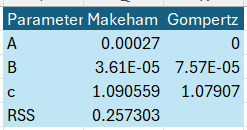 Parameter Makeham Gompertz
A 0.00027 0
B 3.61E-05 7.57E-05
c 1.090559 1.07907
RSS 0.257303